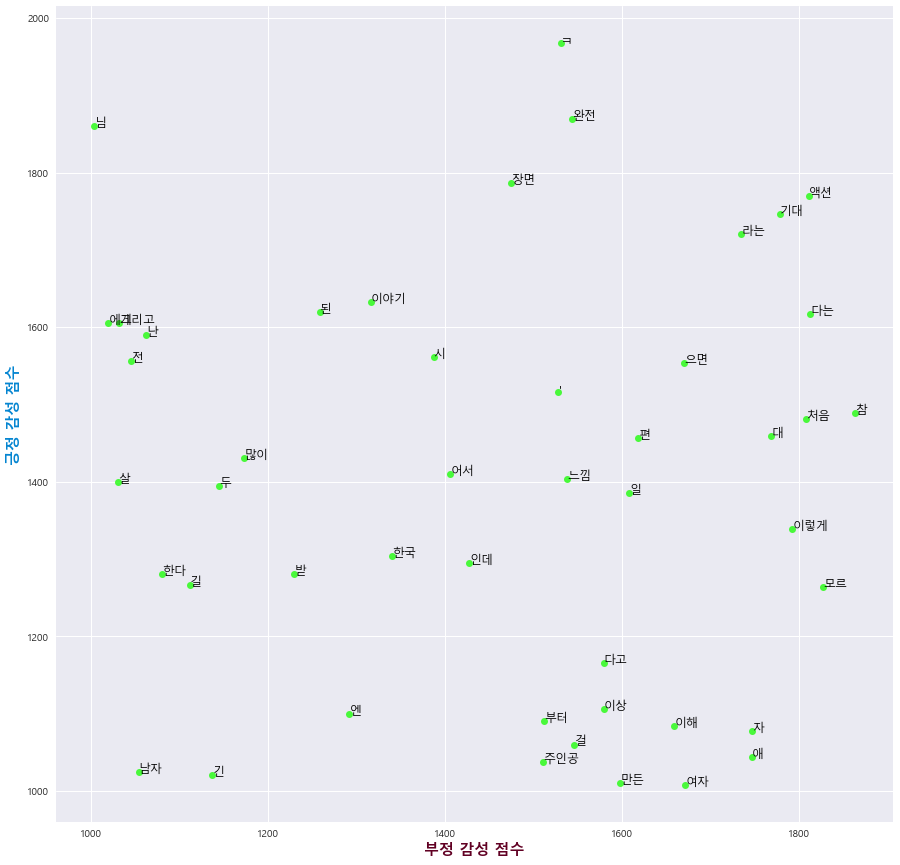 2000
ㅋ
완전
님
1800
장면
액션
기대
라는
이야기
된
다는
1600
에게
그리고
난
전
시
으면
'
참
처음
대
편
많이
어서
느낌
1400
살
두
일
이렇게
한국
인데
한다
길
받
모르
1200
다고
이상
엔
부터
이해
자
걸
애
주인공
남자
긴
만든
여자
1000
1000
1200
1400
1600
1800
부정 감성 점수
긍정 감성 점수